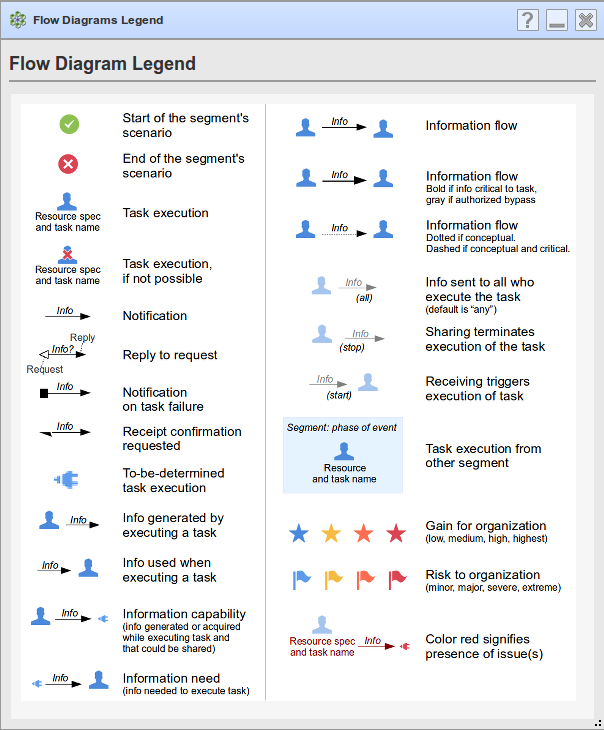 Flow Diagrams Legend
?
Flow Diagram Legend
Start of the segment's
scenario
End of the segment's
scenario
Resource spec
and task name
Task execution
Resource spec
and task name
Task execution,
if not possible
Info
Notification
Reply
Info?
Request
Reply to request
Info
Notification
on task failure
Info
Receipt confirmation
requested
To-be-determined
task execution
Info
Info generated by
executing a task
Info
Info used when
executing a task
Info
Information capability
(info generated or acquired
while executing task and
that could be shared)
Info
Information need
(info needed to execute task)
Info
Information flow
Info
Information flow
Bold if info critical to task,
gray if authorized bypass
Info
Information flow
Dotted if conceptual.
Dashed if conceptual and critical.
Info
(all)
Info sent to all who
execute the task
(default is “any”)
Info
(stop)
Sharing terminates
execution of the task
Info
(start)
Receiving triggers
execution of task
Segment: phase of event
Resource
and task name
Task execution from
other segment
Gain for organization
(low, medium, high, highest)
Risk to organization
(minor, major, severe, extreme)
Resource spec
and task name
Info
Color red signifies
presence of issue(s)